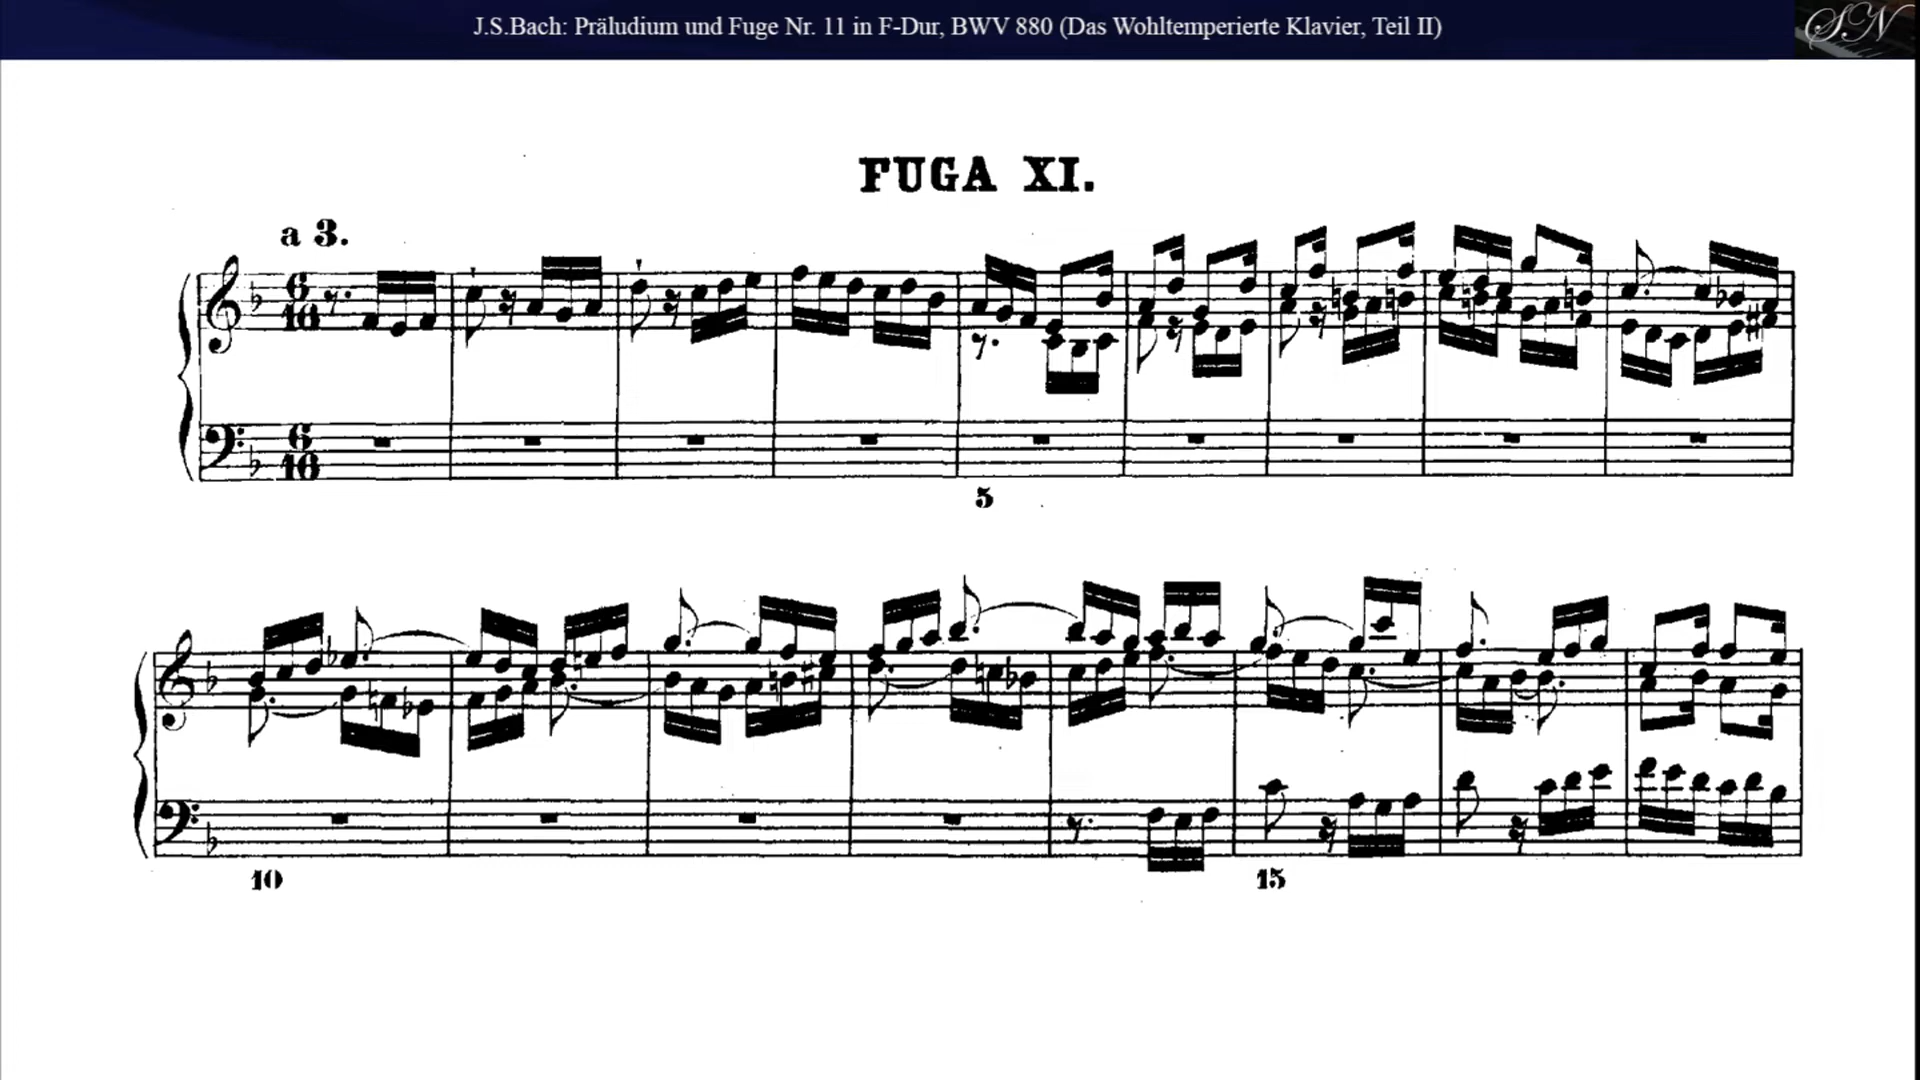 J.S.Bach: Präludium und Fuge Nr. 11 in F-Dur, BWV 880 (Das Wohltemperierte Klavier, Teil II)
SN
FUGA XI.
a 3.
6
16
6
16
5
10
15